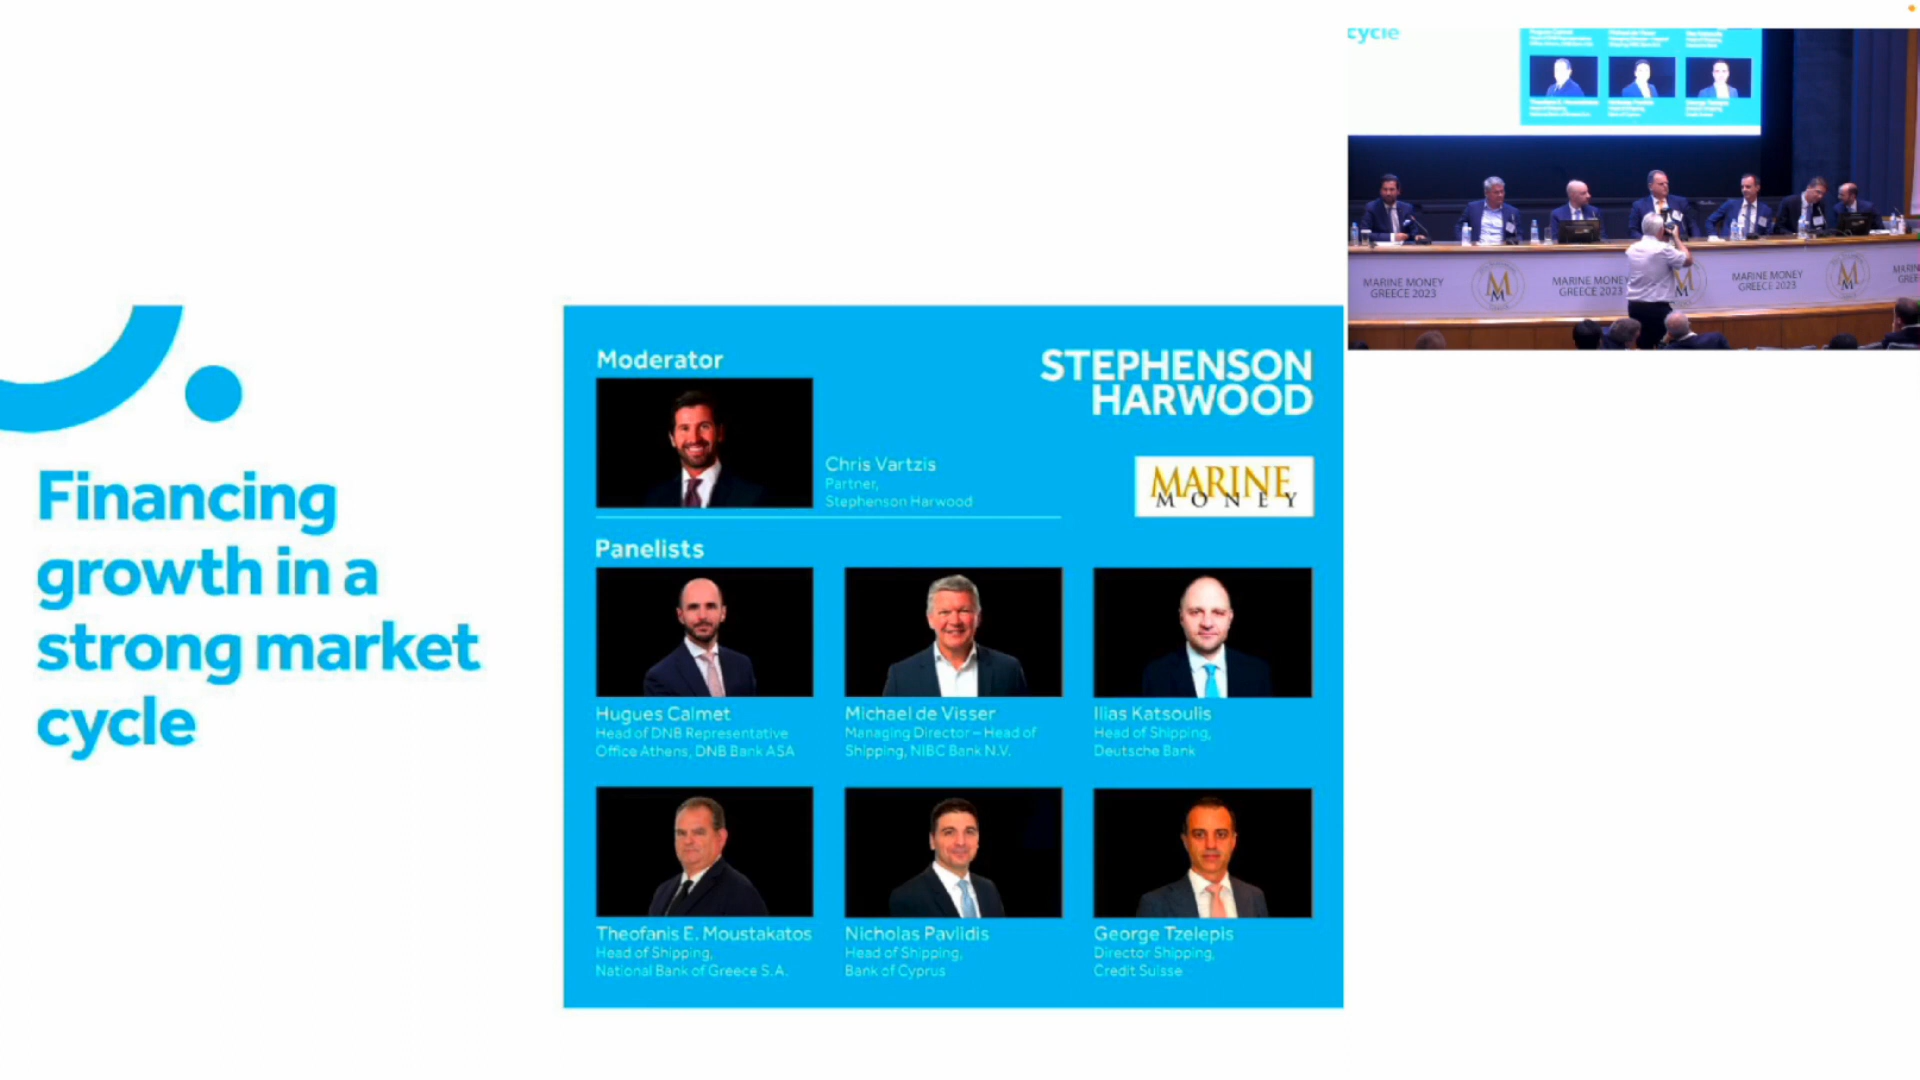 Financing
growth in a
strong market
cycle
Moderator
STEPHENSON
HARWOOD
Chris Vartzis
Partner,
Stephenson Harwood
MARINE
MONEY
Panelists
Hugues Calmet
Head of DNB Representative
Office Athens, DNB Bank ASA
Michael de Visser
Managing Director – Head of
Shipping, NIBC Bank N.V.
Ilias Katsoulis
Head of Shipping,
Deutsche Bank
Theofanis E. Moustakatos
Head of Shipping,
National Bank of Greece S.A.
Nicholas Pavlidis
Head of Shipping,
Bank of Cyprus
George Tzelepis
Director Shipping,
Credit Suisse
cycle
MARINE MONEY
GREECE 2023
M
M
MARINE MONEY
GREECE 2023
M
M
MARINE MONEY
GREECE 2023
M
M